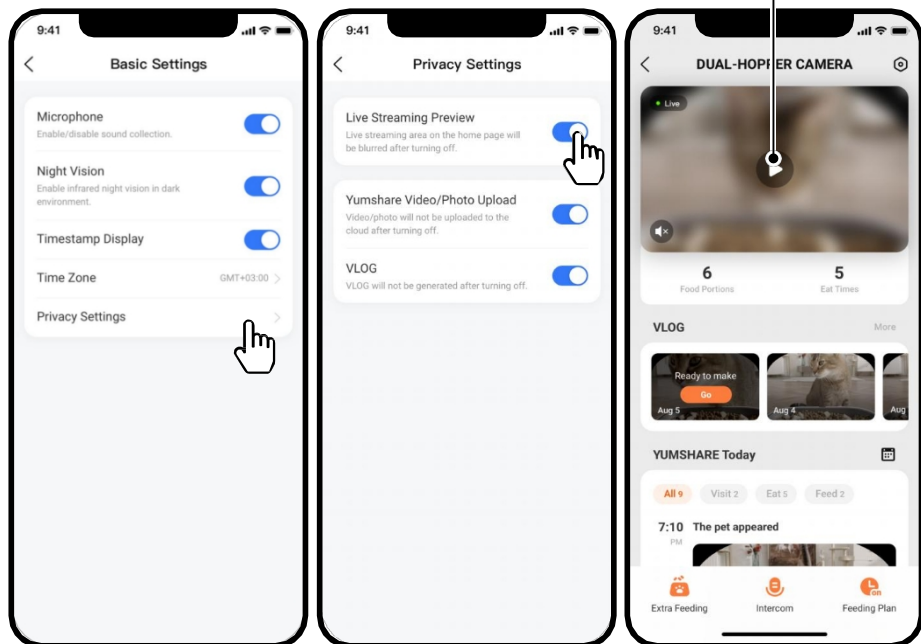 9:41
Basic Settings
Microphone
Enable/disable sound collection.
Night Vision
Enable infrared night vision in dark
environment.
Timestamp Display
Time Zone
GMT+03:00
Privacy Settings
9:41
Privacy Settings
Live Streaming Preview
Live streaming area on the home page will
be blurred after turning off.
Yumshare Video/Photo Upload
Video/photo will not be uploaded to the
cloud after turning off.
VLOG
VLOG will not be generated after turning off.
9:41
DUAL-HOPPER CAMERA
Live
6
Food Portions
5
Eat Times
VLOG
More
Ready to make
Go
Aug 5
Aug 4
Aug
YUMSHARE Today
All 9
Visit 2
Eat 5
Feed 2
7:10 The pet appeared
PM
on
Extra Feeding
Intercom
Feeding Plan